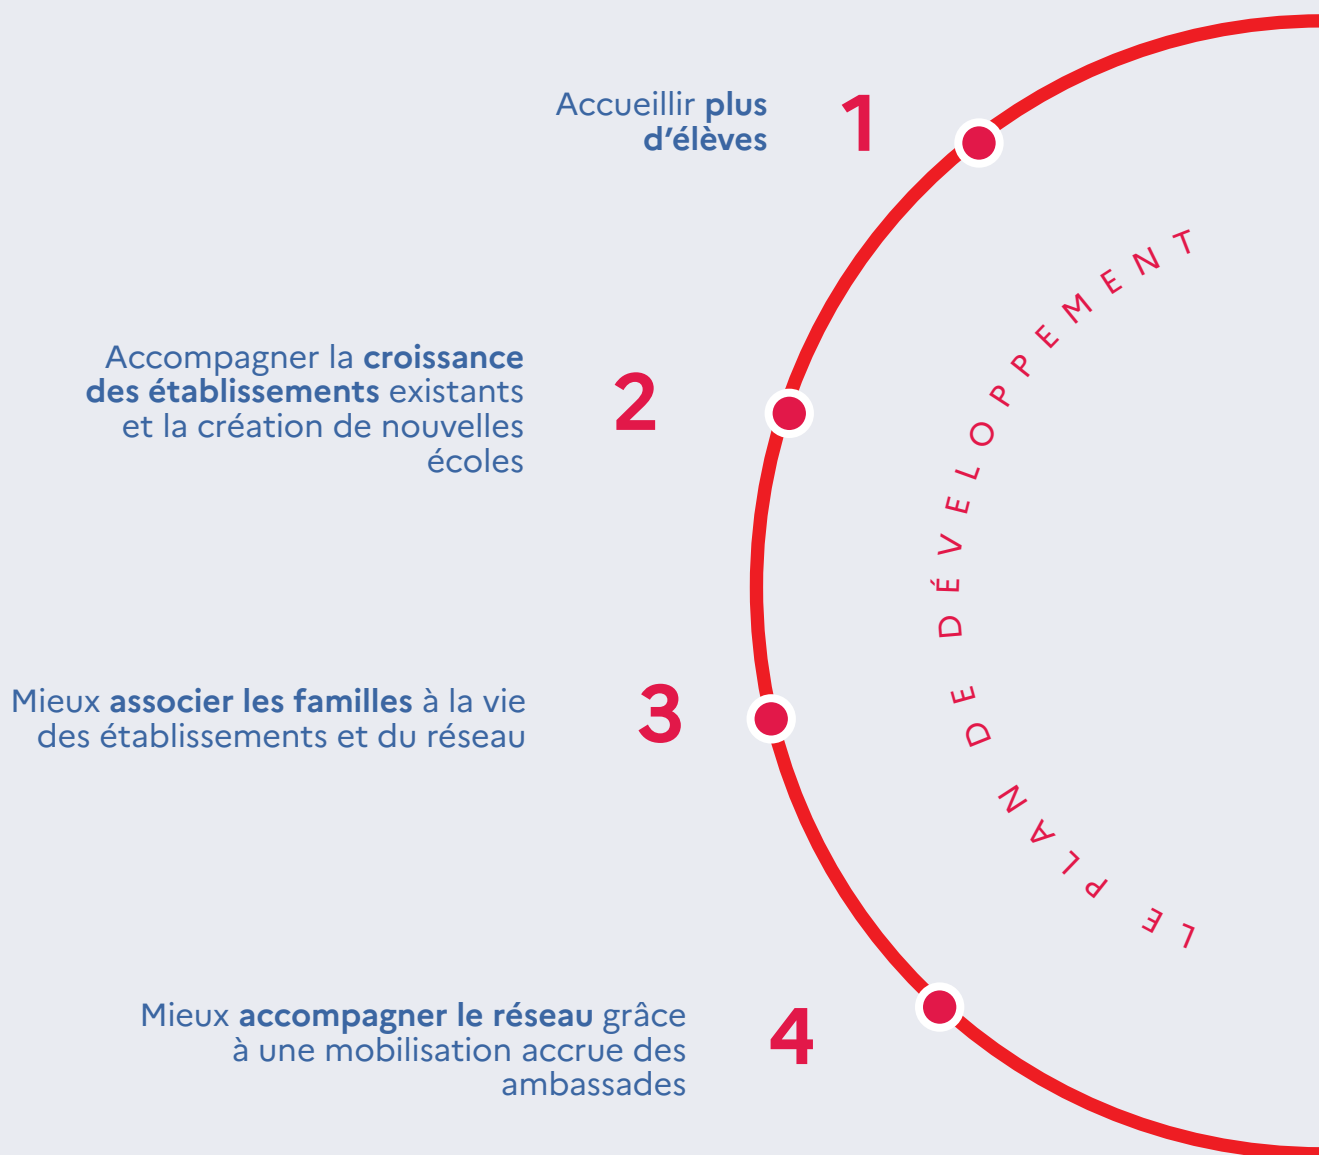 Accueillir plus
d’élèves
1
Accompagner la croissance
des établissements existants
et la création de nouvelles
écoles
2
Mieux associer les familles à la vie
des établissements et du réseau
3
Mieux accompagner le réseau grâce
à une mobilisation accrue des
ambassades
4
LE PLAN DE DÉVELOPPEMENT